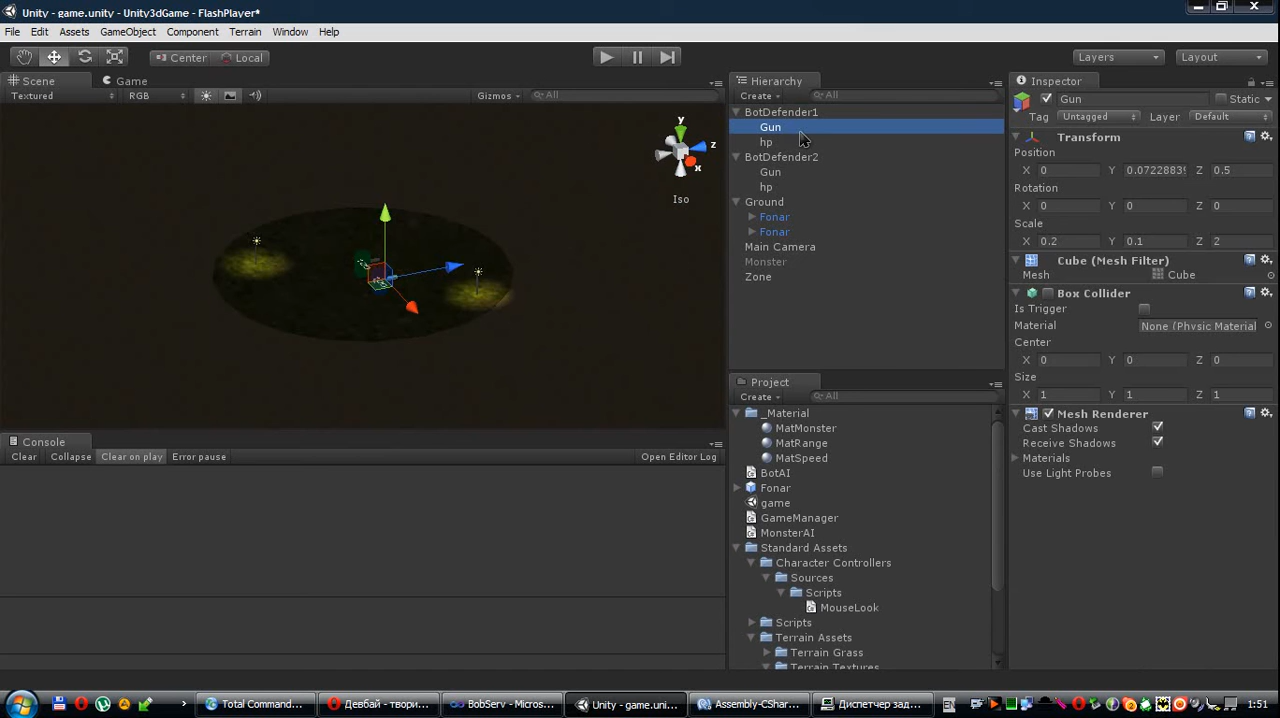 Unity - game.unity - Unity3dGame - FlashPlayer*
File Edit Assets GameObject Component Terrain Window Help
Center Local Layers Layout
Scene Game
Textured RGB Gizmos All
y
z
x
Iso
Console
Clear Collapse Clear on play Error pause Open Editor Log
Hierarchy
Create All
BotDefender1
Gun
hp
BotDefender2
Gun
hp
Ground
Fonar
Fonar
Main Camera
Monster
Zone
Project
Create All
_Material
MatMonster
MatRange
MatSpeed
BotAI
Fonar
game
GameManager
MonsterAI
Standard Assets
Character Controllers
Sources
Scripts
MouseLook
Scripts
Terrain Assets
Terrain Grass
Terrain Textures
Inspector
Gun Static
Tag Untagged Layer Default
Transform
Position
X 0 Y 0.0722883 Z 0.5
Rotation
X 0 Y 0 Z 0
Scale
X 0.2 Y 0.1 Z 2
Cube (Mesh Filter)
Mesh Cube
Box Collider
Is Trigger
Material None (Physic Material
Center
X 0 Y 0 Z 0
Size
X 1 Y 1 Z 1
Mesh Renderer
Cast Shadows
Receive Shadows
Materials
Use Light Probes
Total Command... Девбай - твори... BobServ - Micros... Unity - game.uni... Assembly-CShar... Диспетчер зад... 1:51